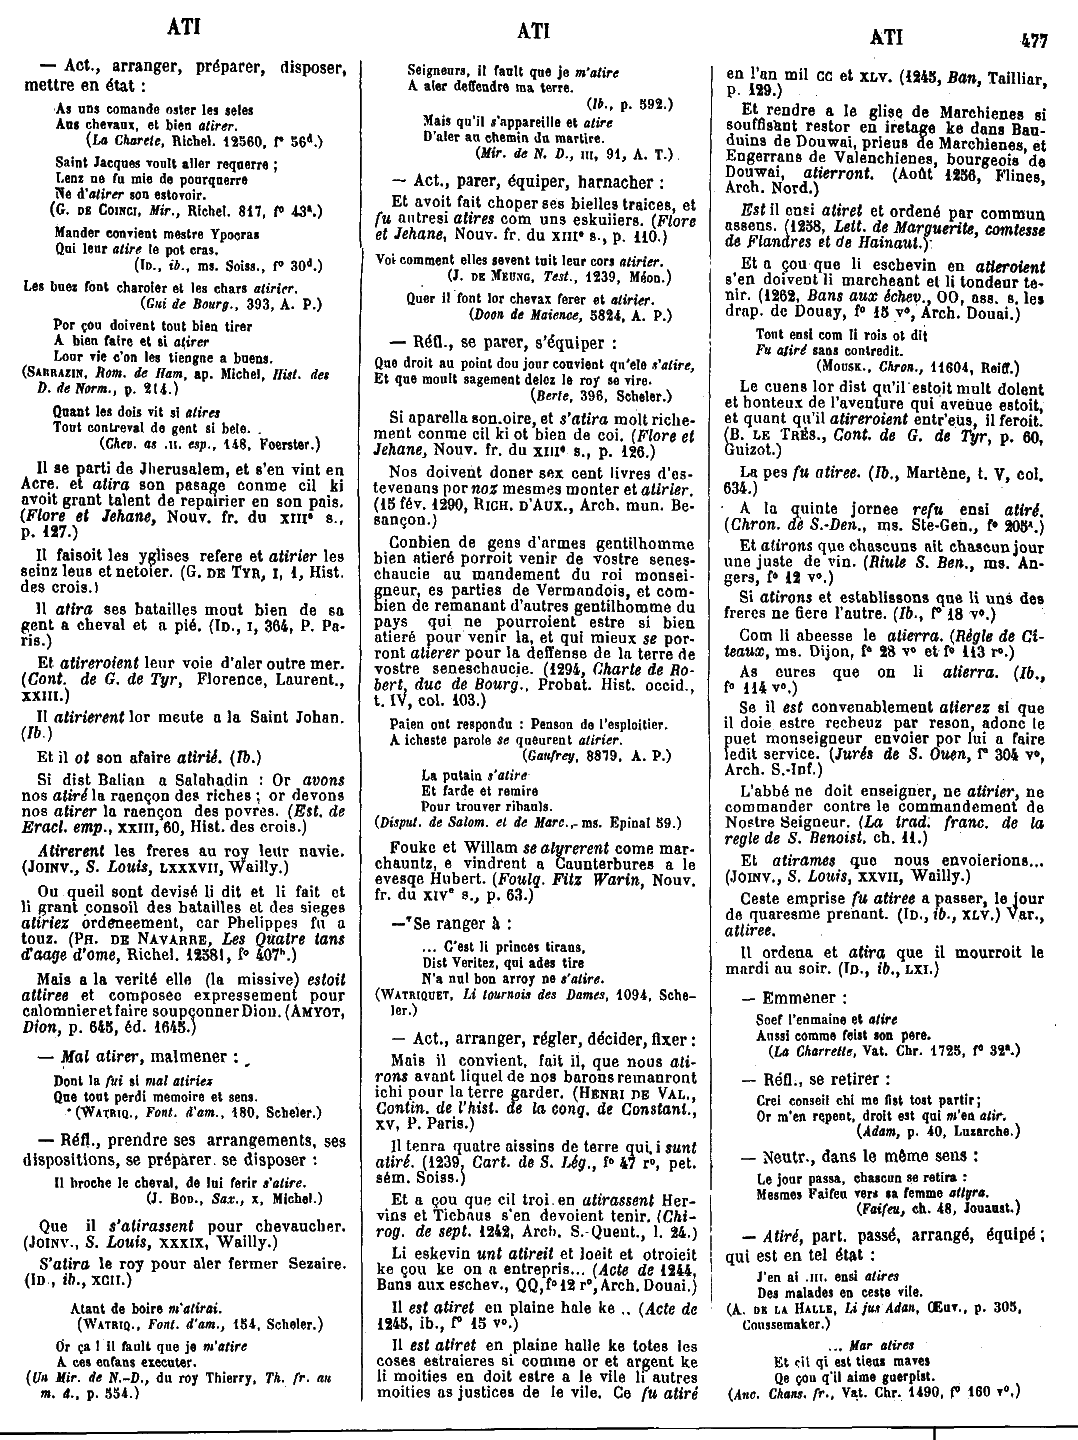 ATI
— Act., arranger, préparer, disposer,
mettre en état :
As uns comande oster les seles
Aus chevaux, et bien atirer.
(La Charete, Richel. 12560, f° 56d.)
Saint Jacques voult aller requerre ;
Lenz ne fu mie de pourquerre
Ne d'atirer son estovoir.
(G. DE COINCI, Mir., Richel. 817, f° 43a.)
Mander convient mestre Ypocras
Qui leur atire le pot cras.
(ID., ib., ms. Soiss., f° 30d.)
Les buez font charoier et les chars atirier.
(Gui de Bourg., 393, A. P.)
Por çou doivent tout bien tirer
A bien faire et si atirer
Lour vie c'on les tiengne a buens.
(SARRAZIN, Rom. de Ham, ap. Michel, Hist. des
D. de Norm., p. 214.)
Quant les dois vit si atires
Tout contreval de gent si bele. .
(Chev. as .II. esp., 148, Foerster.)
Il se parti de Jherusalem, et s'en vint en
Acre. et atira son pasage conme cil ki
avoit grant talent de repairier en son pais.
(Flore et Jehane, Nouv. fr. du XIIIe s.,
p. 127.)
Il faisoit les yglises refere et atirier les
seinz leus et netoier. (G. DE TYR, I, 1, Hist.
des crois.)
Il atira ses batailles mout bien de sa
gent a cheval et a pié. (ID., I, 364, P. Pa-
ris.)
Et atireroient leur voie d'aler outre mer.
(Cont. de G. de Tyr, Florence, Laurent.,
XXIII.)
Il atirierent lor meute a la Saint Johan.
(Ib.)
Et il ot son afaire atirié. (Ib.)
Si dist Balian a Salahadin : Or avons
nos atiré la raençon des riches ; or devons
nos atirer la raençon des povres. (Est. de
Eracl. emp., XXIII, 60, Hist. des crois.)
Atirerent les freres au roy leur navie.
(JOINV., S. Louis, LXXXVII, Wailly.)
Ou queil sont devisé li dit et li fait et
li grant consoil des batailles et des sieges
atiriez ordeneement, car Phelippes fu a
touz. (PH. DE NAVARRE, Les Quatre tans
d'aage d'ome, Richel. 12581, f° 407b.)
Mais a la verité elle (la missive) estoit
attiree et composee expressement pour
calomnier et faire soupçonner Dion. (AMYOT,
Dion, p. 645, éd. 1645.)
— Mal atirer, malmener :
Dont la fui si mal atiriez
Que tout perdi memoire et sens.
(WATRIQ., Font. d'am., 180, Scheler.)
— Réfl., prendre ses arrangements, ses
dispositions, se préparer. se disposer :
Il broche le cheval, de lui ferir s'atire.
(J. BOD., Sax., X, Michel.)
Que il s'atirassent pour chevaucher.
(JOINV., S. Louis, XXXIX, Wailly.)
S'atira le roy pour aler fermer Sezaire.
(ID., ib., XCII.)
Atant de boire m'atirai.
(WATRIQ., Font. d'am., 154, Scheler.)
Or ça ! il fault que je m'atire
A ces enfans executer.
(Un Mir. de N.-D., du roy Thierry, Th. fr. au
m. â., p. 554.)
ATI
Seigneurs, il fault que je m'atire
A aler deffendre ma terre.
(Ib., p. 592.)
Mais qu'il s'appareille et atire
D'aler au chemin du martire.
(Mir. de N. D., III, 91, A. T.)
— Act., parer, équiper, harnacher :
Et avoit fait choper ses bielles traices, et
fu autresi atires com uns eskuiiers. (Flore
et Jehane, Nouv. fr. du XIIIe s., p. 110.)
Voi comment elles sevent tuit leur cors atirier.
(J. DE MEUNG, Test., 1239, Méon.)
Quer il font lor chevax ferer et atirier.
(Doon de Maience, 5824, A. P.)
— Réfl., se parer, s'équiper :
Que droit au point dou jour convient qu'ele s'atire,
Et que moult sagement delez le roy se vire.
(Berte, 396, Scheler.)
Si aparella son oire, et s'atira molt riche-
ment conme cil ki ot bien de coi. (Flore et
Jehane, Nouv. fr. du XIIIe s., p. 126.)
Nos doivent doner sex cent livres d'es-
tevenans por noz mesmes monter et atirier.
(15 fév. 1290, RICH. D'AUX., Arch. mun. Be-
sançon.)
Conbien de gens d'armes gentilhomme
bien atieré porroit venir de vostre senes-
chaucie au mandement du roi monsei-
gneur, es parties de Vermandois, et com-
bien de remanant d'autres gentilhomme du
pays qui ne pourroient estre si bien
atieré pour venir la, et qui mieux se por-
ront atierer pour la deffense de la terre de
vostre seneschaucie. (1294, Charte de Ro-
bert, duc de Bourg., Probat. Hist. occid.,
t. IV, col. 103.)
Paien ont respondu : Penson de l'esploitier.
A icheste parole se queurent atirier.
(Gaufrey, 8879, A. P.)
La putain s'atire
Et farde et remire
Pour trouver ribauls.
(Disput. de Salom. et de Marc., ms. Epinal 59.)
Fouke et Willam se atyrerent come mar-
chauntz, e vindrent a Caunterbures a le
evesqe Hubert. (Foulq. Fitz Warin, Nouv.
fr. du XIVe s., p. 63.)
— Se ranger à :
... C'est li princes tirans,
Dist Veritez, qui ades tire
N'a nul bon arroy ne s'atire.
(WATRIQUET, Li tournois des Dames, 1094, Sche-
ler.)
— Act., arranger, régler, décider, fixer :
Mais il convient, fait il, que nous ati-
rons avant liquel de nos barons remanront
ichi pour la terre garder. (HENRI DE VAL.,
Contin. de l'hist. de la conq. de Constant.,
XV, P. Paris.)
Il tenra quatre aissins de terre qui i sunt
atiré. (1239, Cart. de S. Lég., f° 47 r°, pet.
sém. Soiss.)
Et a çou que cil troi en atirassent Her-
vins et Ticbaus s'en devoient tenir. (Chi-
rog. de sept. 1242, Arch. S.-Quent., l. 24.)
Li eskevin unt atireit et loeit et otroieit
ke çou ke on a entrepris... (Acte de 1244,
Bans aux eschev., QQ, f° 12 r°, Arch. Douai.)
Il est atiret en plaine hale ke .. (Acte de
1245, ib., f° 15 v°.)
Il est atiret en plaine hale ke totes les
coses estraieres si comme or et argent ke
li moities en doit estre a le vile li autres
moities as justices de le vile. Ce fu atiré
ATI 477
en l'an mil CC et XLV. (1245, Ban, Tailliar,
p. 129.)
Et rendre a le glise de Marchienes si
souffisant restor en iretage ke dans Bau-
duins de Douwai, prieus de Marchienes, et
Engerrans de Valenchienes, bourgeois de
Douwai, atierront. (Août 1256, Flines,
Arch. Nord.)
Est il ensi atiret et ordené par commun
assens. (1258, Lett. de Marguerite, comtesse
de Flandres et de Hainaut.)
Et a çou que li eschevin en atieroient
s'en doivent li marcheant et li tondeur te-
nir. (1262, Bans aux échev., OO, ass. s. les
drap. de Douay, f° 15 v°, Arch. Douai.)
Tout ensi com li rois ot dit
Fu atiré sans contredit.
(MOUSK., Chron., 11604, Reiff.)
Le cuens lor dist qu'il estoit mult dolent
et honteux de l'aventure qui avenue estoit,
et quant qu'il atireroient entr'eus, il feroit.
(B. LE TRÉS., Cont. de G. de Tyr, p. 60,
Guizot.)
La pes fu atiree. (Ib., Martène, t. V, col.
634.)
A la quinte jornee refu ensi atiré.
(Chron. de S.-Den., ms. Ste-Gen., f° 205a.)
Et atirons que chascuns ait chascun jour
une juste de vin. (Riule S. Ben., ms. An-
gers, f° 12 v°.)
Si atirons et establissons que li uns des
freres ne fiere l'autre. (Ib., f° 18 v°.)
Com li abeesse le atierra. (Règle de Ci-
teaux, ms. Dijon, f° 28 v° et f° 113 r°.)
As cures que on li atierra. (Ib.,
f° 114 v°.)
Se il est convenablement atierez si que
il doie estre recheuz par reson, adonc le
puet monseigneur envoier por lui a faire
ledit service. (Jurés de S. Ouen, f° 304 v°,
Arch. S.-Inf.)
L'abbé ne doit enseigner, ne atirier, ne
commander contre le commandement de
Nostre Seigneur. (La trad. franc. de la
regle de S. Benoist, ch. II.)
Et atirames que nous envoierions...
(JOINV., S. Louis, XXVII, Wailly.)
Ceste emprise fu atiree a passer, le jour
de quaresme prenant. (ID., ib., XLV.) Var.,
attiree.
Il ordena et atira que il mourroit le
mardi au soir. (ID., ib., LXI.)
— Emmener :
Soef l'enmaine et atire
Aussi comme feist son pere.
(La Charrette, Vat. Chr. 1725, f° 32a.)
— Réfl., se retirer :
Crei conseil chi me fist tost partir ;
Or m'en repent, droit est qui m'en atir.
(Adam, p. 40, Luzarche.)
— Neutr., dans le même sens :
Le jour passa, chascun se retira :
Mesmes Faifeu vers sa femme attyra.
(Faifeu, ch. 48, Jouaust.)
— Atiré, part. passé, arrangé, équipé ;
qui est en tel état :
J'en ai .III. ensi atires
Des malades en ceste vile.
(A. DE LA HALLE, Li jus Adan, Œuv., p. 305,
Coussemaker.)
... Mar atires
Et cil qi est tieus maves
Qe çou q'il aime guerpist.
(Anc. Chans. fr., Vat. Chr. 1490, f° 160 v°.)